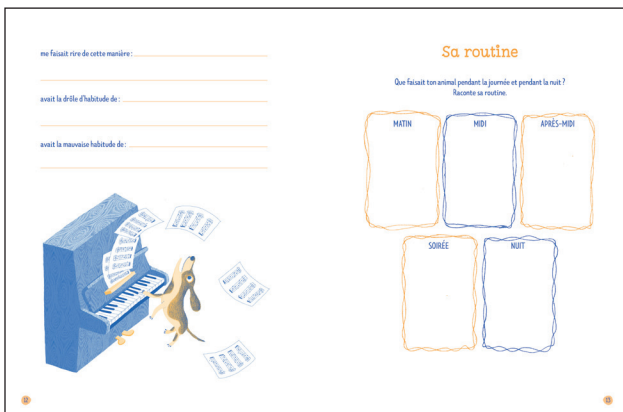 me faisait rire de cette manière :
avait la drôle d'habitude de :
avait la mauvaise habitude de :
12
Sa routine
Que faisait ton animal pendant la journée et pendant la nuit ?
Raconte sa routine.
MATIN
MIDI
APRÈS-MIDI
SOIRÉE
NUIT
13